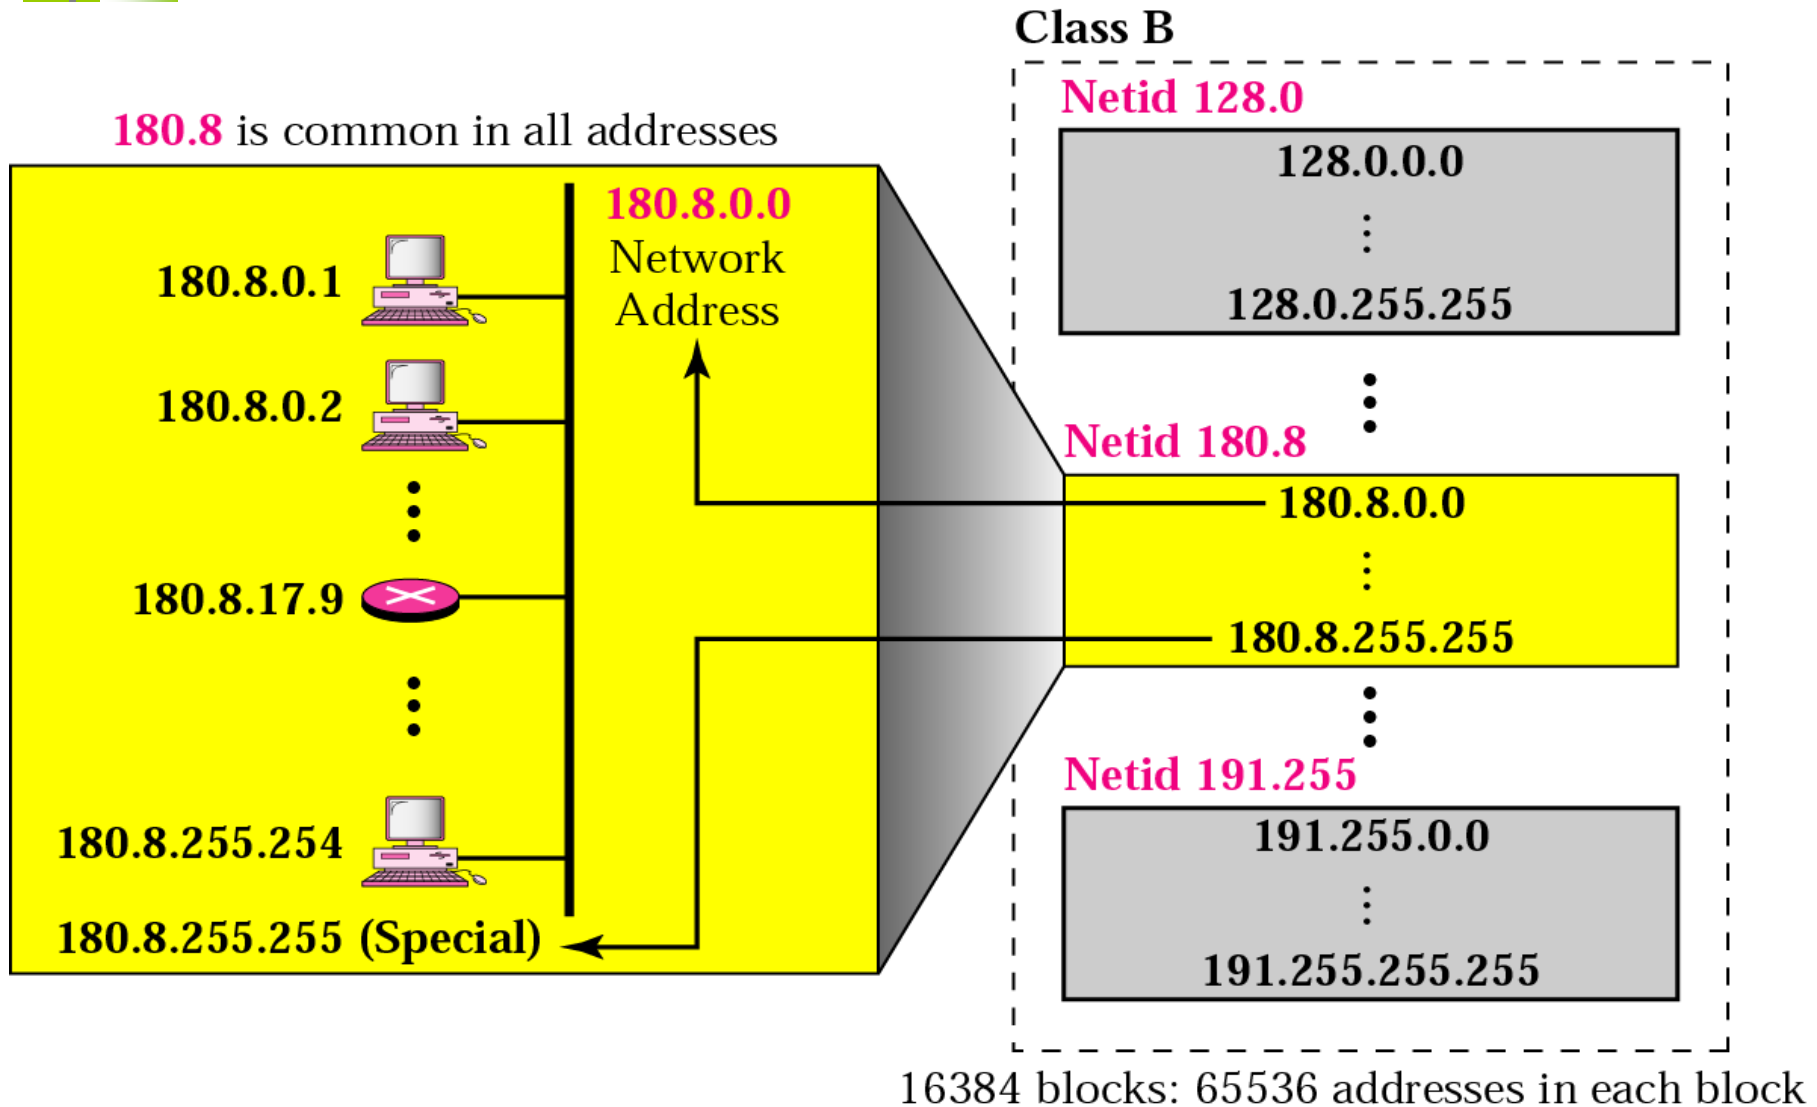 Class B
Netid 128.0
128.0.0.0
128.0.255.255
Netid 180.8
180.8.0.0
180.8.255.255
Netid 191.255
191.255.0.0
191.255.255.255
16384 blocks: 65536 addresses in each block
180.8 is common in all addresses
180.8.0.0
Network
Address
180.8.0.1
180.8.0.2
180.8.17.9
180.8.255.254
180.8.255.255 (Special)